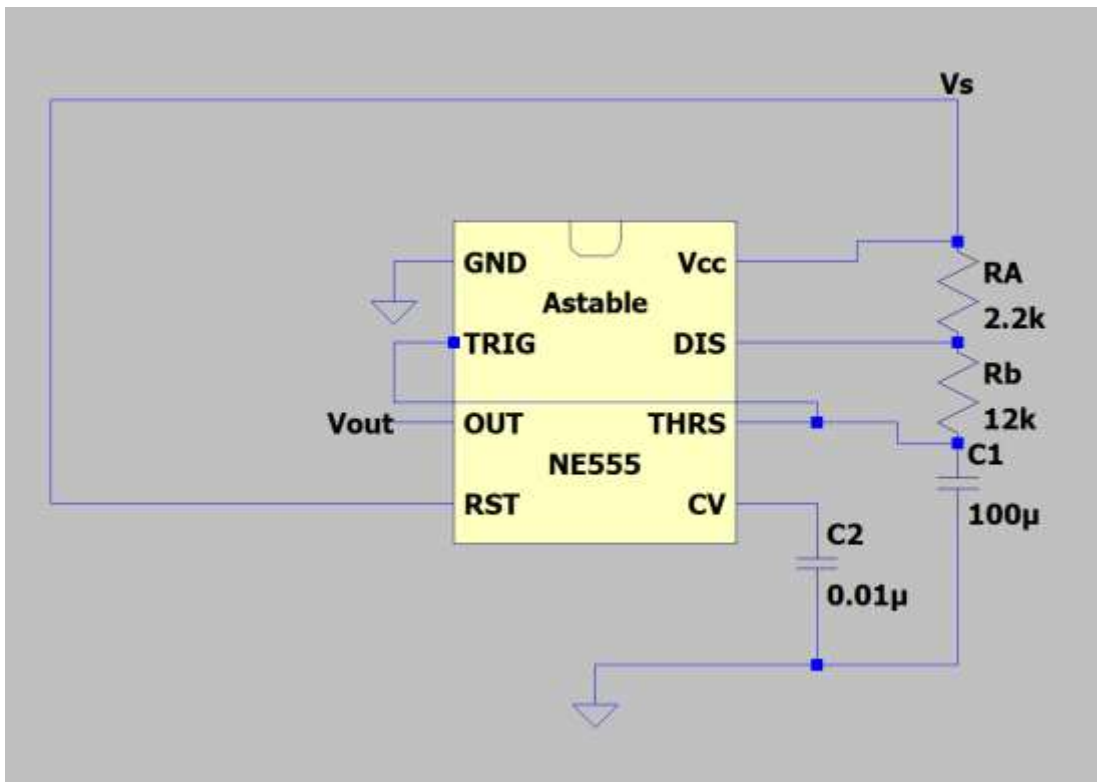 Vs
GND
Vcc
Astable
RA
2.2k
TRIG
DIS
Rb
12k
Vout
OUT
THRS
C1
NE555
RST
CV
100µ
C2
0.01µ